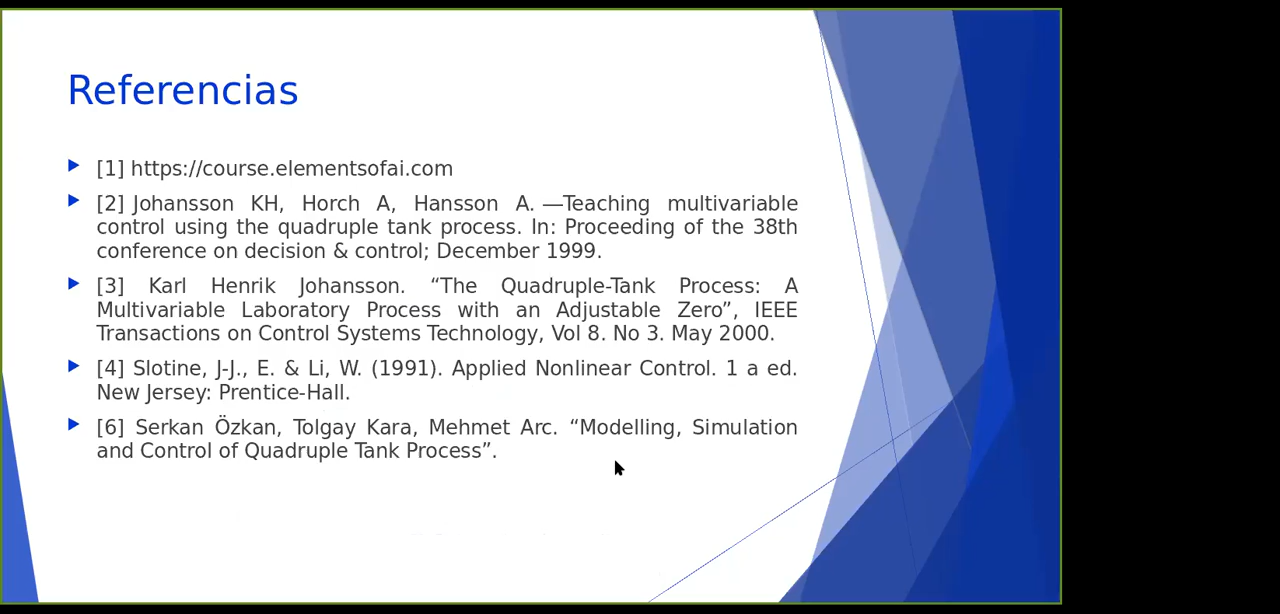 Referencias
[1] https://course.elementsofai.com
[2] Johansson KH, Horch A, Hansson A. ―Teaching multivariable
control using the quadruple tank process. In: Proceeding of the 38th
conference on decision & control; December 1999.
[3] Karl Henrik Johansson. “The Quadruple-Tank Process: A
Multivariable Laboratory Process with an Adjustable Zero”, IEEE
Transactions on Control Systems Technology, Vol 8. No 3. May 2000.
[4] Slotine, J-J., E. & Li, W. (1991). Applied Nonlinear Control. 1 a ed.
New Jersey: Prentice-Hall.
[6] Serkan Özkan, Tolgay Kara, Mehmet Arc. “Modelling, Simulation
and Control of Quadruple Tank Process”.